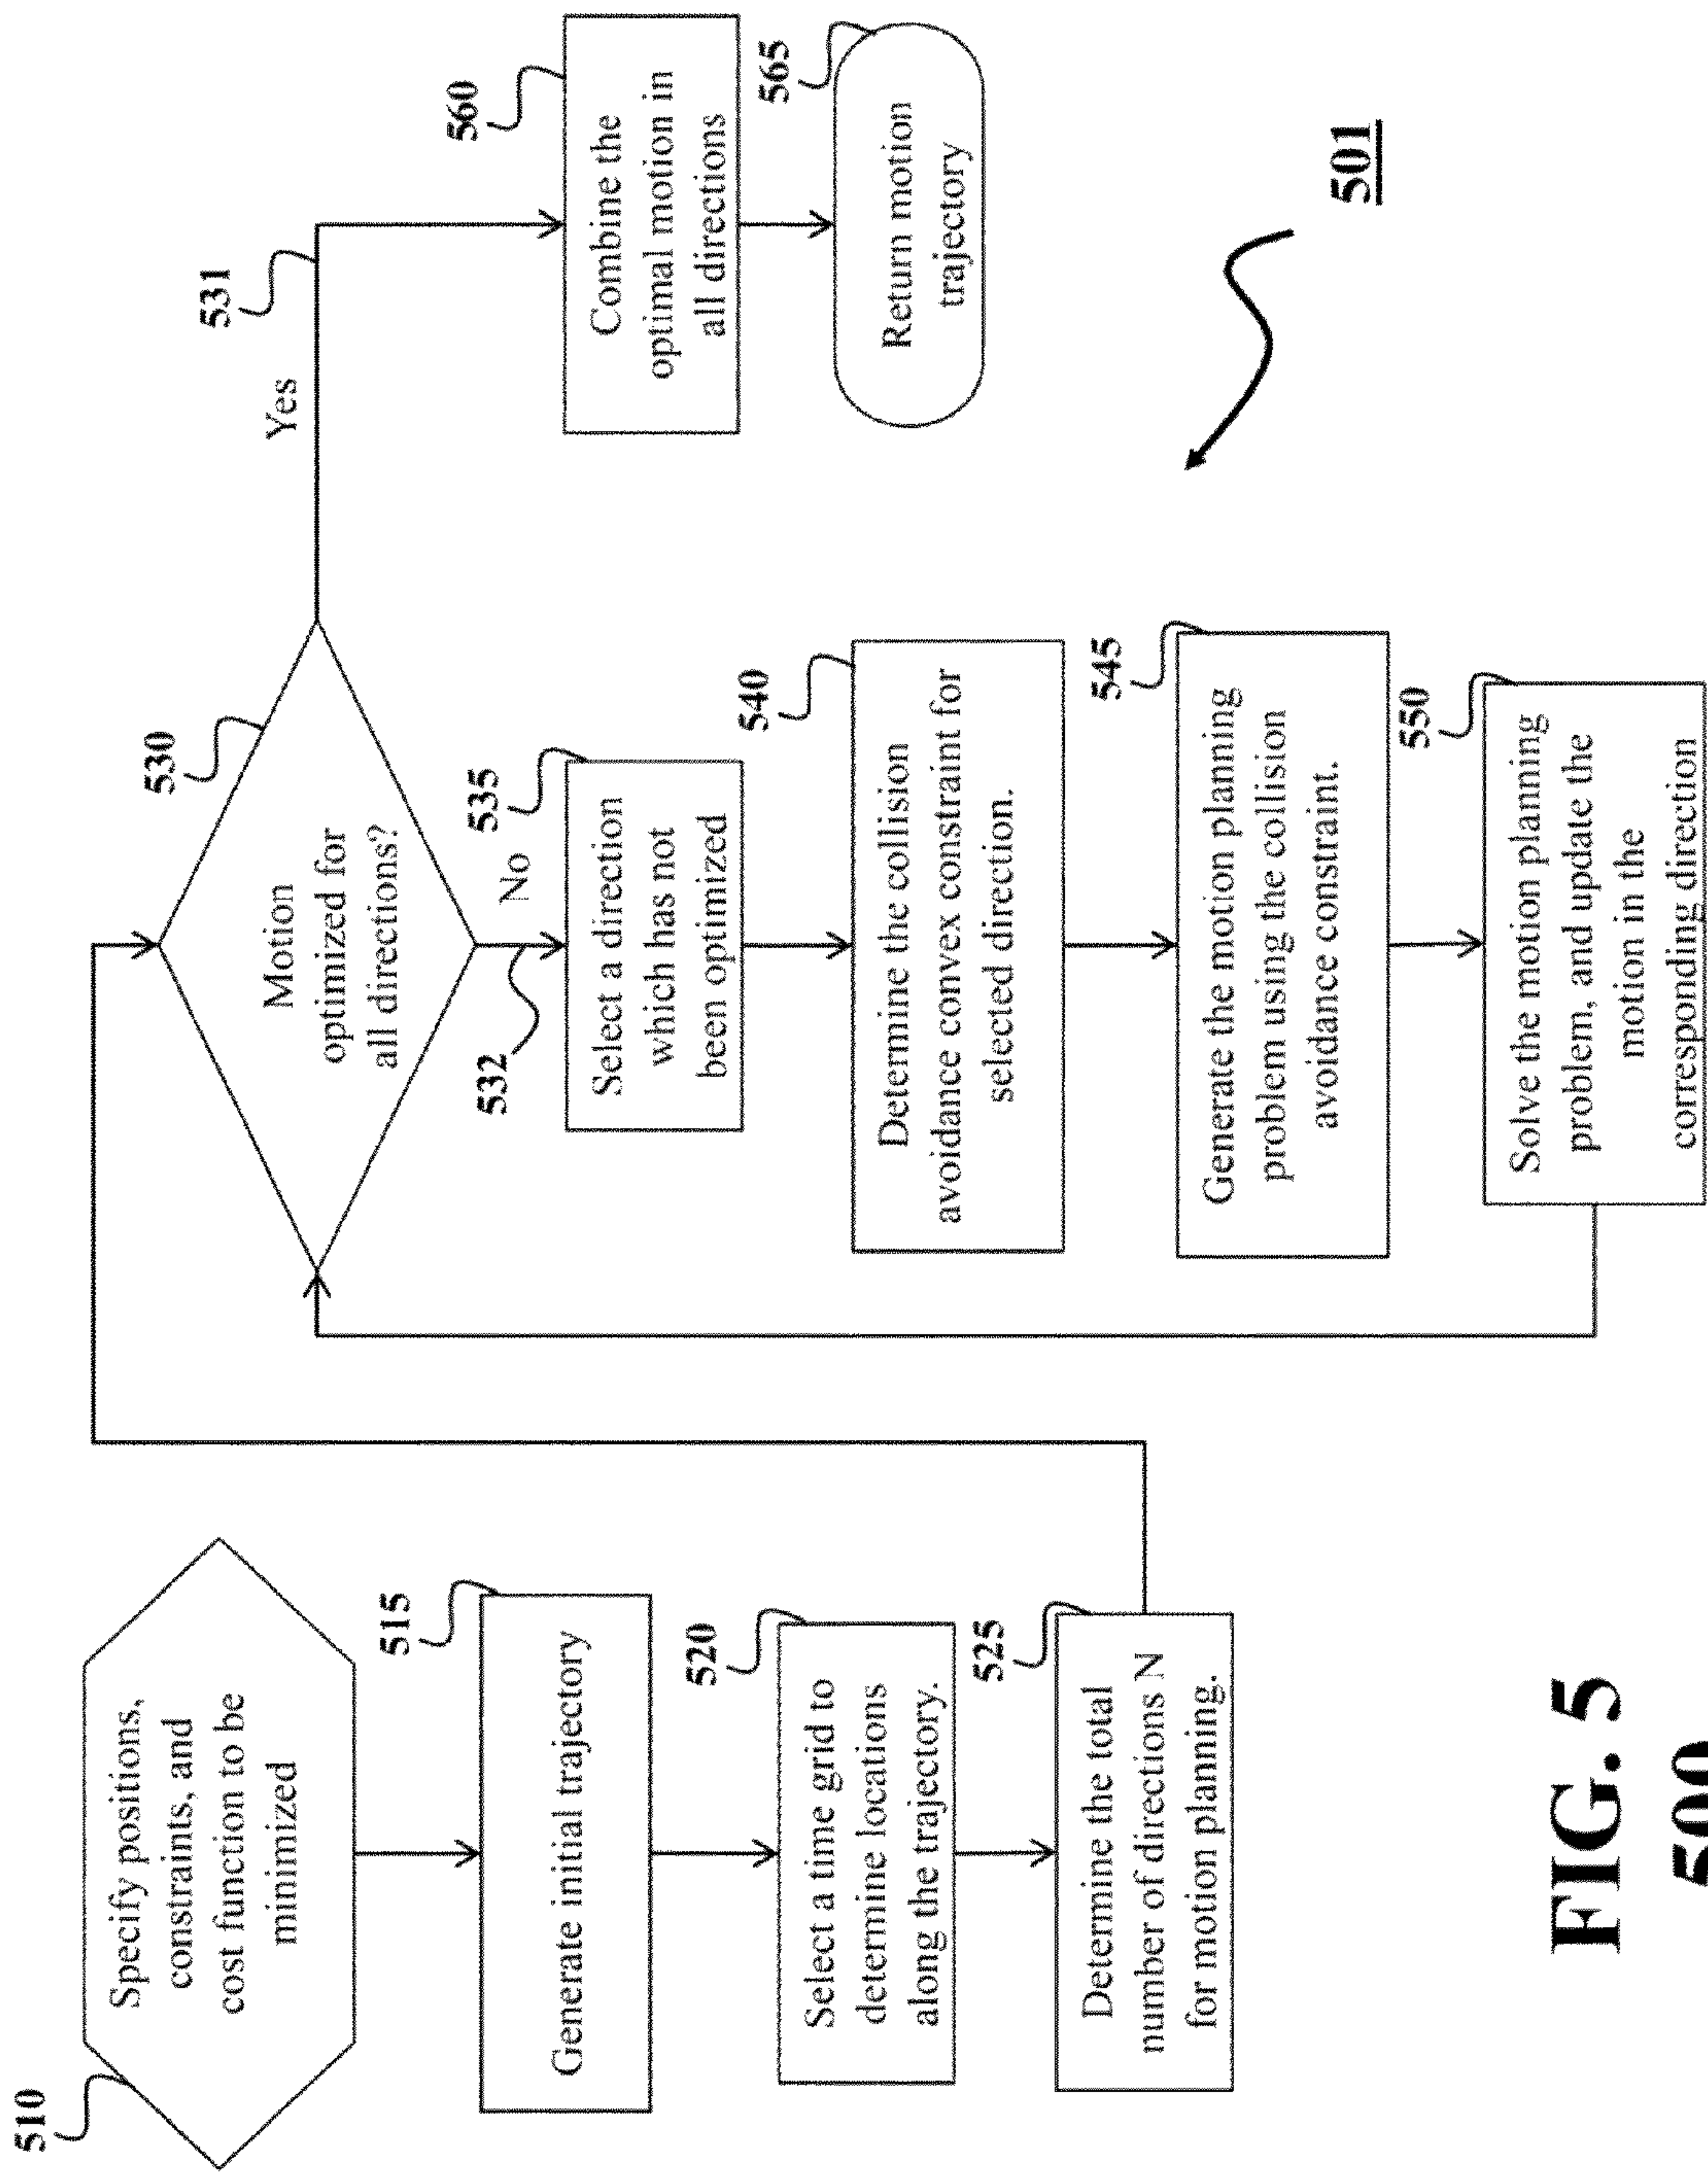 510
Specify positions,
constraints, and
cost function to be
minimized
515
Generate initial trajectory
520
Select a time grid to
determine locations
along the trajectory.
525
Determine the total
number of directions N
for motion planning.
530
Motion
optimized for
all directions?
Yes
531
532
No
535
Select a direction
which has not
been optimized
540
Determine the collision
avoidance convex constraint for
selected direction.
545
Generate the motion planning
problem using the collision
avoidance constraint.
550
Solve the motion planning
problem, and update the
motion in the
corresponding direction
560
Combine the
optimal motion in
all directions
565
Return motion
trajectory
501
FIG. 5
500